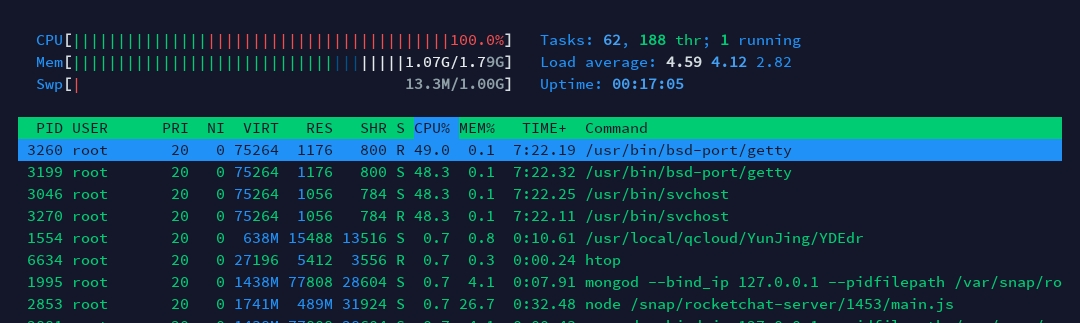 CPU[||||||||||||||||||||||||||||||||||||||||||100.0%] Tasks: 62, 188 thr; 1 running
Mem[|||||||||||||||||||||||||||||||||||||1.07G/1.79G] Load average: 4.59 4.12 2.82
Swp[| 13.3M/1.00G] Uptime: 00:17:05
PID USER PRI NI VIRT RES SHR S CPU% MEM% TIME+ Command
3260 root 20 0 75264 1176 800 R 49.0 0.1 7:22.19 /usr/bin/bsd-port/getty
3199 root 20 0 75264 1176 800 S 48.3 0.1 7:22.32 /usr/bin/bsd-port/getty
3046 root 20 0 75264 1056 784 S 48.3 0.1 7:22.25 /usr/bin/svchost
3270 root 20 0 75264 1056 784 R 48.3 0.1 7:22.11 /usr/bin/svchost
1554 root 20 0 638M 15488 13516 S 0.7 0.8 0:10.61 /usr/local/qcloud/YunJing/YDEdr
6634 root 20 0 27196 5412 3556 R 0.7 0.3 0:00.24 htop
1995 root 20 0 1438M 77808 28604 S 0.7 4.1 0:07.91 mongod --bind_ip 127.0.0.1 --pidfilepath /var/snap/ro
2853 root 20 0 1741M 489M 31924 S 0.7 26.7 0:32.48 node /snap/rocketchat-server/1453/main.js